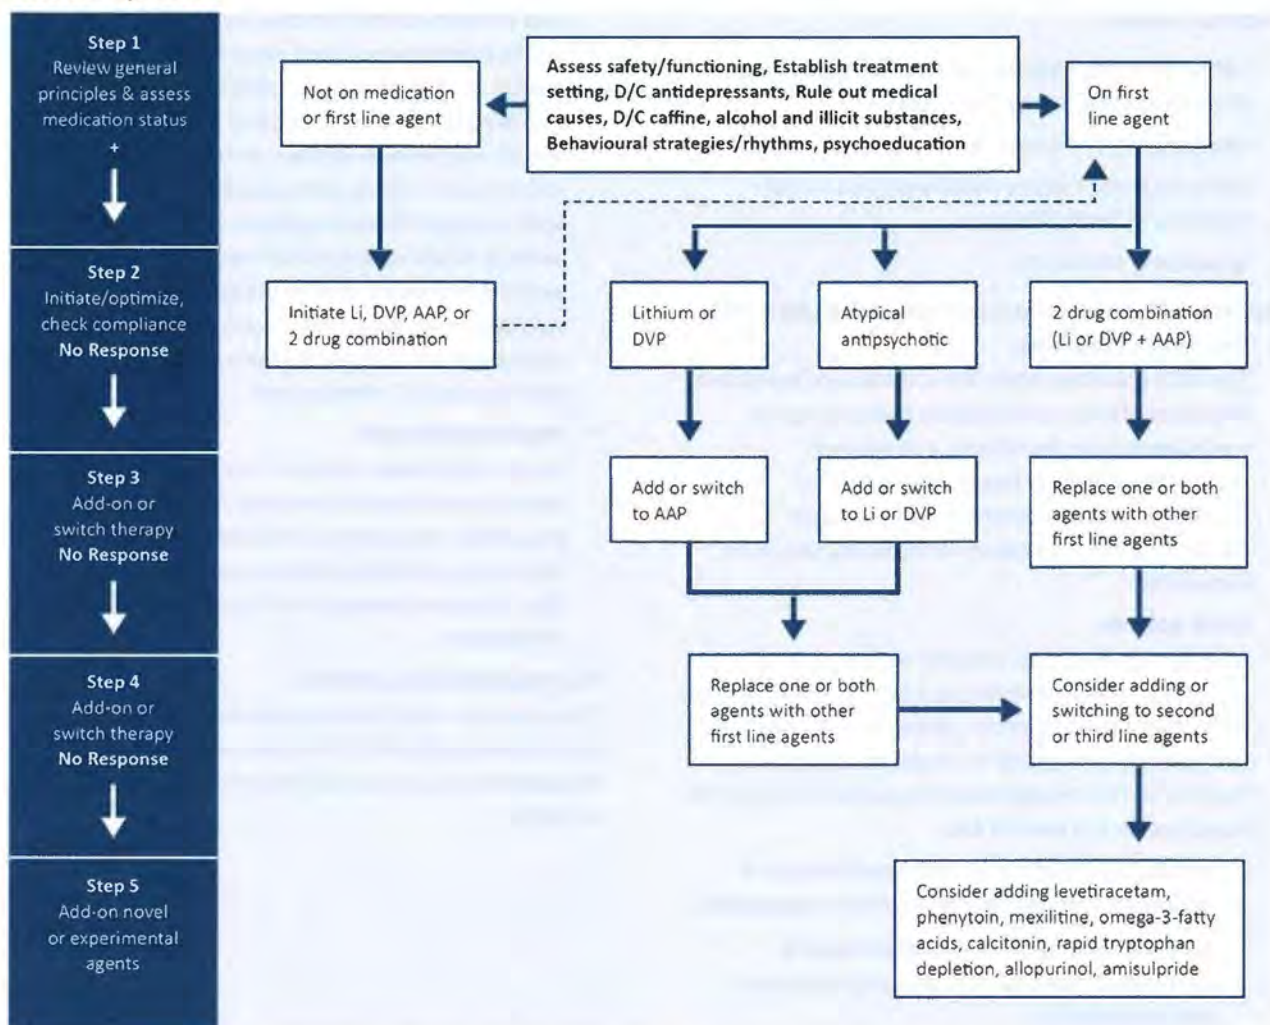 Step 1
Review general
principles & assess
medication status
+
Not on medication
or first line agent
Assess safety/functioning, Establish treatment
setting, D/C antidepressants, Rule out medical
causes, D/C caffine, alcohol and illicit substances,
Behavioural strategies/rhythms, psychoeducation
On first
line agent
Step 2
Initiate/optimize,
check compliance
No Response
Initiate Li, DVP, AAP, or
2 drug combination
Lithium or
DVP
Atypical
antipsychotic
2 drug combination
(Li or DVP + AAP)
Step 3
Add-on or
switch therapy
No Response
Add or switch
to AAP
Add or switch
to Li or DVP
Replace one or both
agents with other
first line agents
Step 4
Add-on or
switch therapy
No Response
Replace one or both
agents with other
first line agents
Consider adding or
switching to second
or third line agents
Step 5
Add-on novel
or experimental
agents
Consider adding levetiracetam,
phenytoin, mexilitine, omega-3-fatty
acids, calcitonin, rapid tryptophan
depletion, allopurinol, amisulpride